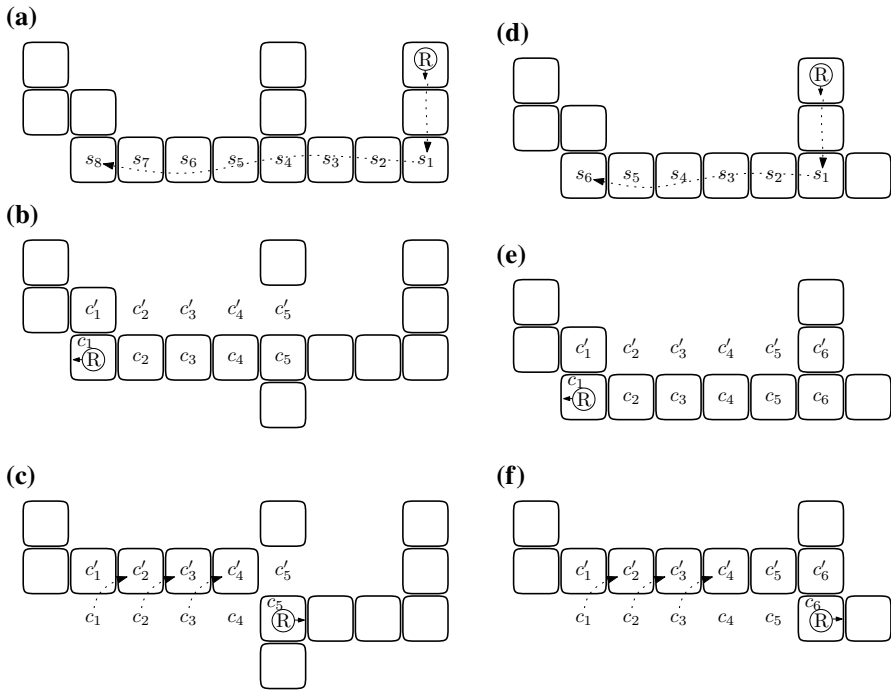 (a)
R
s₈ s₇ s₆ s₅ s₄ s₃ s₂ s₁
(b)
c′₁ c′₂ c′₃ c′₄ c′₅
c₁
R c₂ c₃ c₄ c₅
(c)
c′₁ c′₂ c′₃ c′₄ c′₅
c₁ c₂ c₃ c₄ c₅
R
(d)
R
s₆ s₅ s₄ s₃ s₂ s₁
(e)
c′₁ c′₂ c′₃ c′₄ c′₅ c′₆
c₁
R c₂ c₃ c₄ c₅ c₆
(f)
c′₁ c′₂ c′₃ c′₄ c′₅ c′₆
c₁ c₂ c₃ c₄ c₅ c₆
R